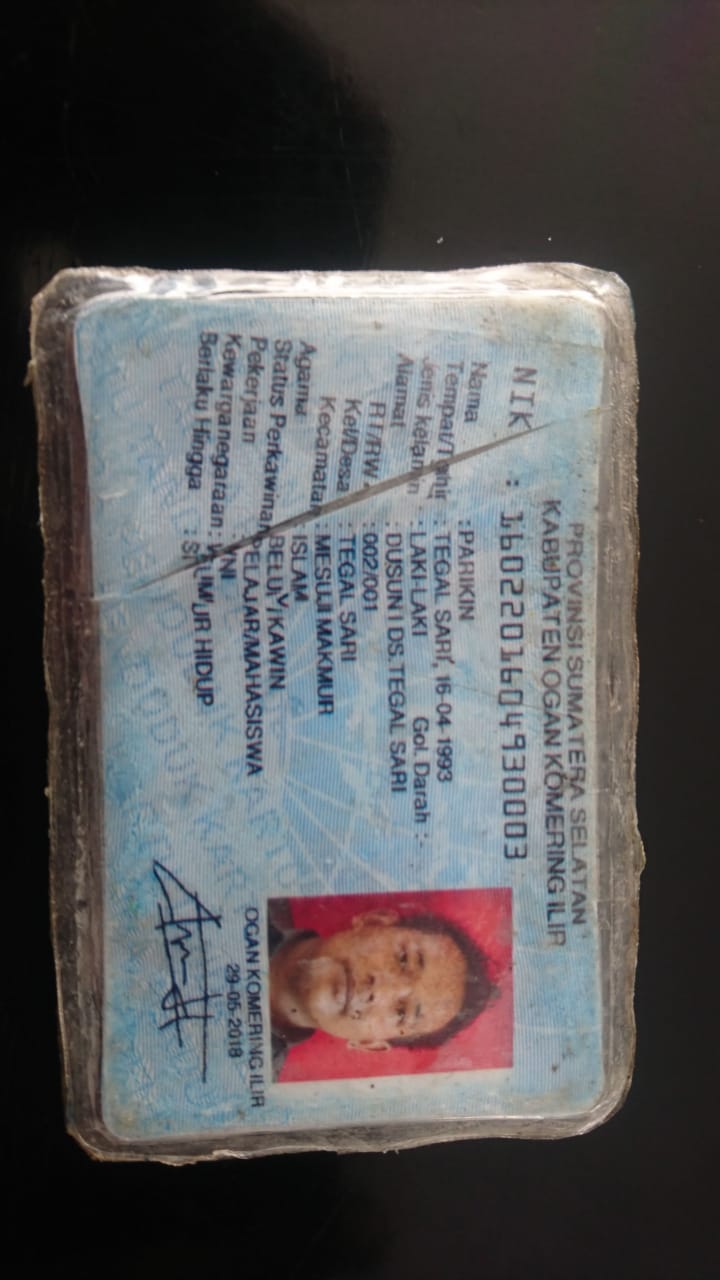 PROVINSI SUMATERA SELATAN
KABUPATEN OGAN KOMERING ILIR
NIK : 1602201604930003
Nama : PARIKIN
Tempat/Tgl Lahir : TEGAL SARI, 16-04-1993
Jenis kelamin : LAKI-LAKI Gol. Darah : -
Alamat : DUSUN I DS. TEGAL SARI
RT/RW : 002/001
Kel/Desa : TEGAL SARI
Kecamatan : MESUJI MAKMUR
Agama : ISLAM
Status Perkawinan: BELUM KAWIN
Pekerjaan : PELAJAR/MAHASISWA
Kewarganegaraan : WNI
Berlaku Hingga : SEUMUR HIDUP
OGAN KOMERING ILIR
29-05-2018